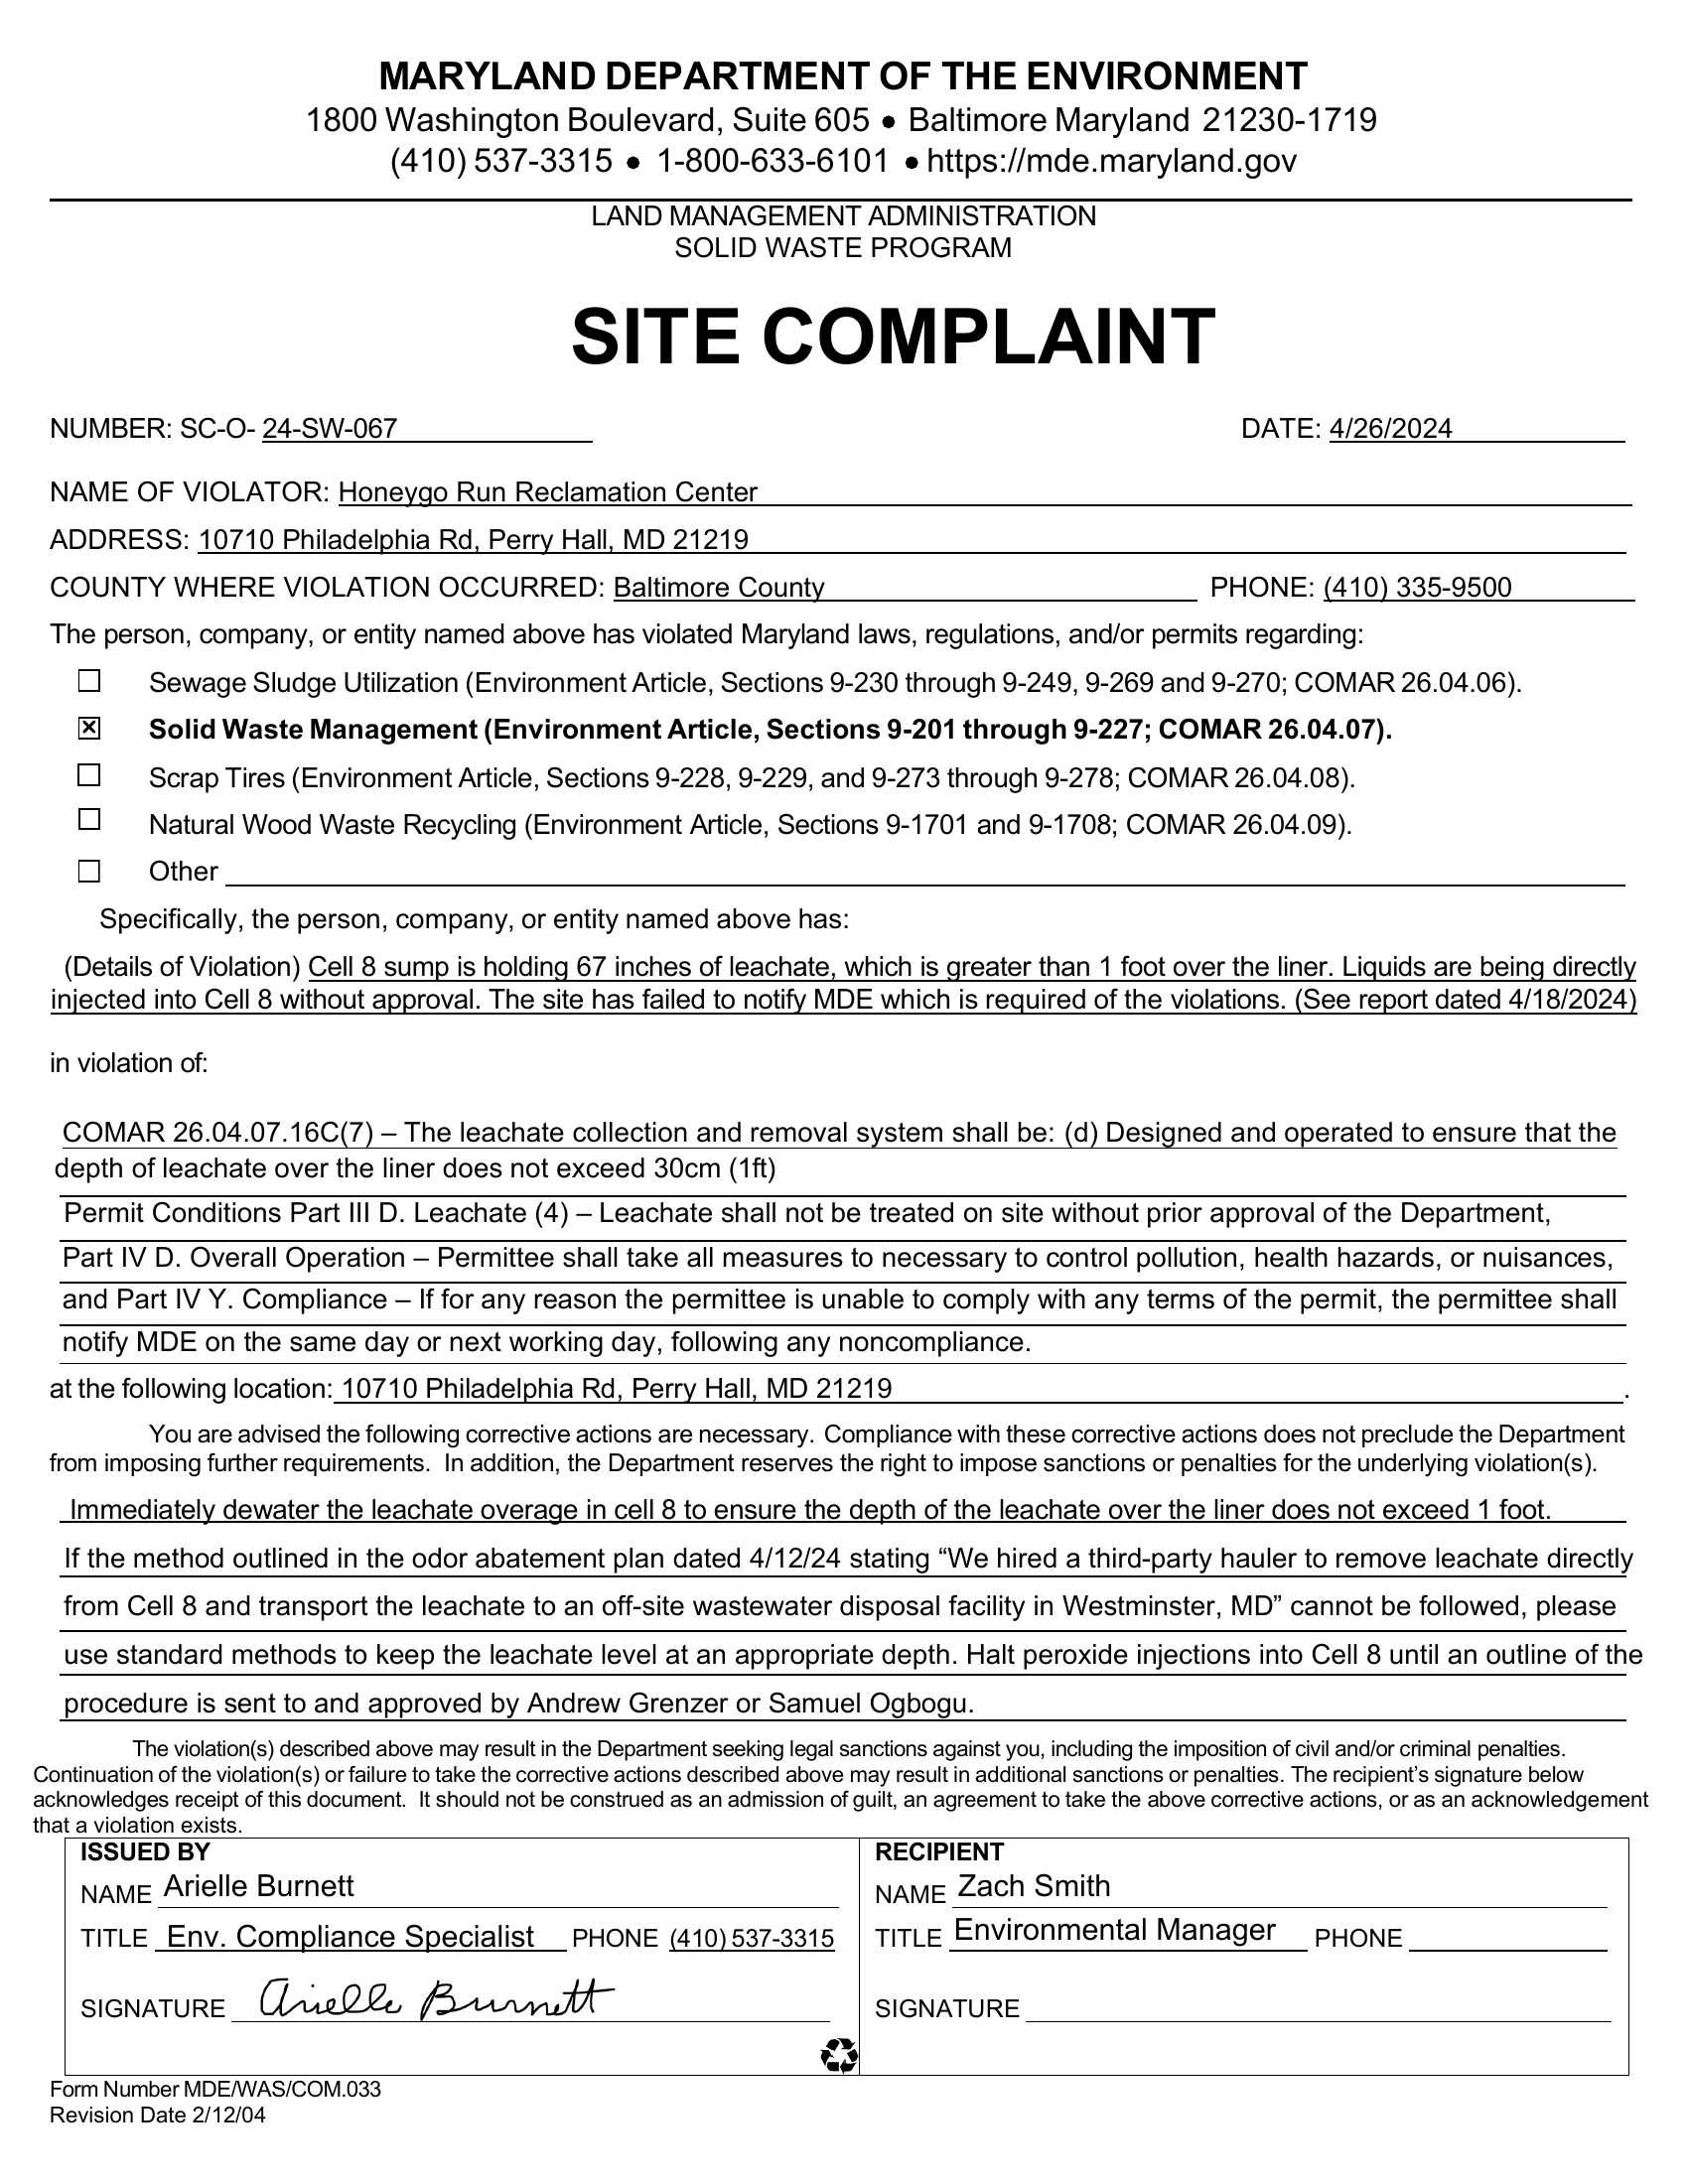 MARYLAND DEPARTMENT OF THE ENVIRONMENT
1800 Washington Boulevard, Suite 605 ● Baltimore Maryland 21230-1719
(410) 537-3315 ● 1-800-633-6101 ● https://mde.maryland.gov
LAND MANAGEMENT ADMINISTRATION
SOLID WASTE PROGRAM
SITE COMPLAINT
NUMBER: SC-O- 24-SW-067 DATE: 4/26/2024
NAME OF VIOLATOR: Honeygo Run Reclamation Center
ADDRESS: 10710 Philadelphia Rd, Perry Hall, MD 21219
COUNTY WHERE VIOLATION OCCURRED: Baltimore County PHONE: (410) 335-9500
The person, company, or entity named above has violated Maryland laws, regulations, and/or permits regarding:
☐ Sewage Sludge Utilization (Environment Article, Sections 9-230 through 9-249, 9-269 and 9-270; COMAR 26.04.06).
☒ Solid Waste Management (Environment Article, Sections 9-201 through 9-227; COMAR 26.04.07).
☐ Scrap Tires (Environment Article, Sections 9-228, 9-229, and 9-273 through 9-278; COMAR 26.04.08).
☐ Natural Wood Waste Recycling (Environment Article, Sections 9-1701 and 9-1708; COMAR 26.04.09).
☐ Other
Specifically, the person, company, or entity named above has:
(Details of Violation) Cell 8 sump is holding 67 inches of leachate, which is greater than 1 foot over the liner. Liquids are being directly
injected into Cell 8 without approval. The site has failed to notify MDE which is required of the violations. (See report dated 4/18/2024)
in violation of:
COMAR 26.04.07.16C(7) – The leachate collection and removal system shall be: (d) Designed and operated to ensure that the
depth of leachate over the liner does not exceed 30cm (1ft)
Permit Conditions Part III D. Leachate (4) – Leachate shall not be treated on site without prior approval of the Department,
Part IV D. Overall Operation – Permittee shall take all measures to necessary to control pollution, health hazards, or nuisances,
and Part IV Y. Compliance – If for any reason the permittee is unable to comply with any terms of the permit, the permittee shall
notify MDE on the same day or next working day, following any noncompliance.
at the following location: 10710 Philadelphia Rd, Perry Hall, MD 21219 .
You are advised the following corrective actions are necessary. Compliance with these corrective actions does not preclude the Department
from imposing further requirements. In addition, the Department reserves the right to impose sanctions or penalties for the underlying violation(s).
Immediately dewater the leachate overage in cell 8 to ensure the depth of the leachate over the liner does not exceed 1 foot.
If the method outlined in the odor abatement plan dated 4/12/24 stating “We hired a third-party hauler to remove leachate directly
from Cell 8 and transport the leachate to an off-site wastewater disposal facility in Westminster, MD” cannot be followed, please
use standard methods to keep the leachate level at an appropriate depth. Halt peroxide injections into Cell 8 until an outline of the
procedure is sent to and approved by Andrew Grenzer or Samuel Ogbogu.
The violation(s) described above may result in the Department seeking legal sanctions against you, including the imposition of civil and/or criminal penalties.
Continuation of the violation(s) or failure to take the corrective actions described above may result in additional sanctions or penalties. The recipient’s signature below
acknowledges receipt of this document. It should not be construed as an admission of guilt, an agreement to take the above corrective actions, or as an acknowledgement
that a violation exists.
ISSUED BY
NAME Arielle Burnett
TITLE Env. Compliance Specialist PHONE (410) 537-3315
SIGNATURE Arielle Burnett
RECIPIENT
NAME Zach Smith
TITLE Environmental Manager PHONE
SIGNATURE
Form Number MDE/WAS/COM.033
Revision Date 2/12/04